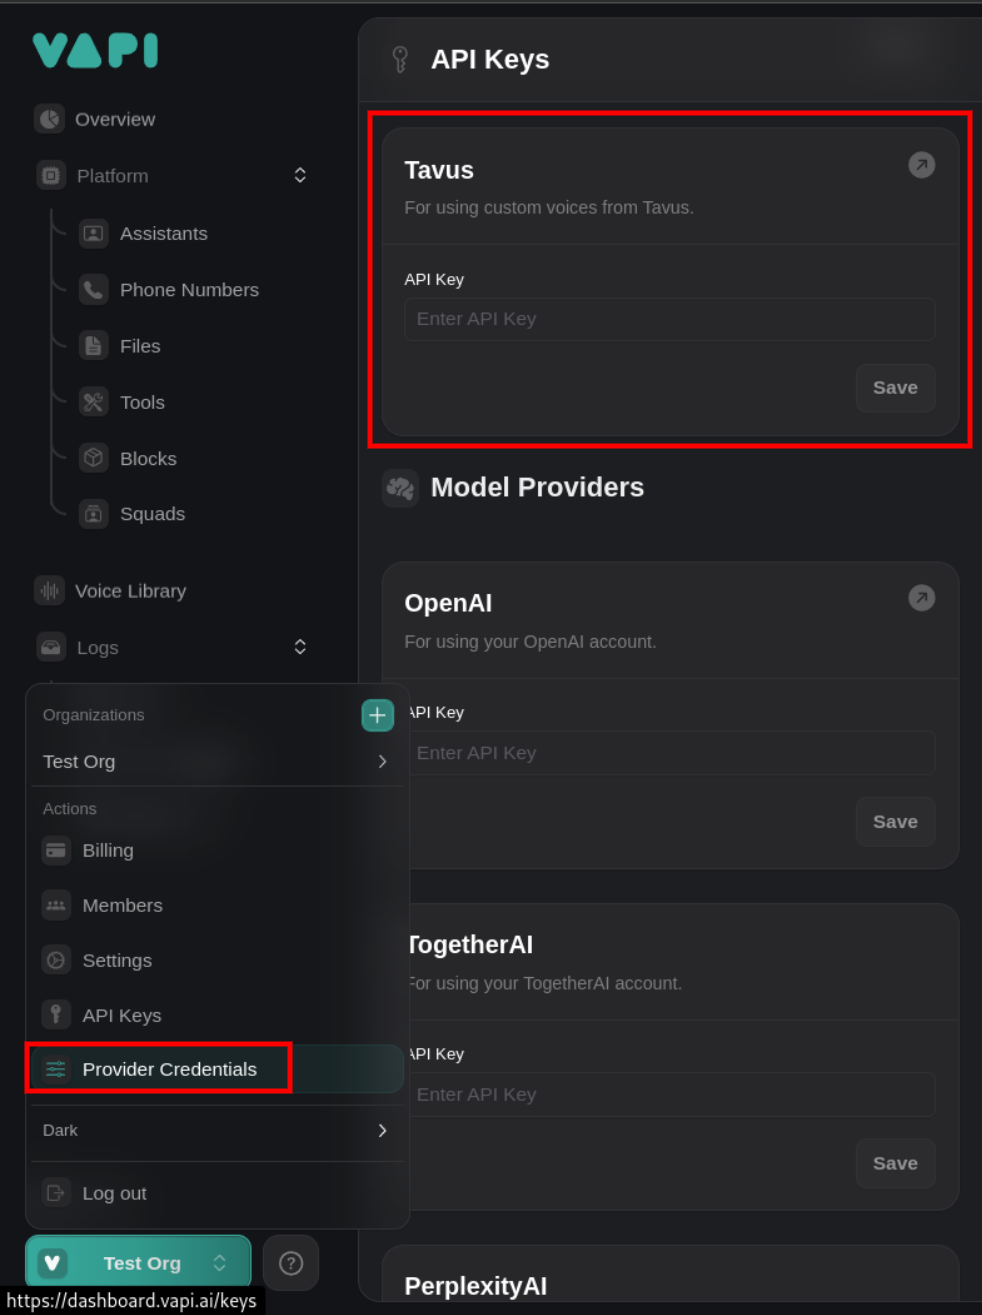 VAPI
Overview
Platform
Assistants
Phone Numbers
Files
Tools
Blocks
Squads
Voice Library
Logs
Organizations
Test Org
Actions
Billing
Members
Settings
API Keys
Provider Credentials
Dark
Log out
Test Org
https://dashboard.vapi.ai/keys
API Keys
Tavus
For using custom voices from Tavus.
API Key
Enter API Key
Save
Model Providers
OpenAI
For using your OpenAI account.
API Key
Enter API Key
Save
TogetherAI
For using your TogetherAI account.
API Key
Enter API Key
Save
PerplexityAI